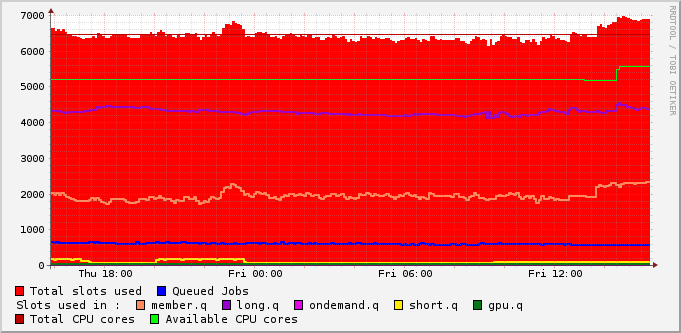 7000
6000
5000
4000
3000
2000
1000
0
Thu 18:00 Fri 00:00 Fri 06:00 Fri 12:00
Total slots used Queued Jobs
Slots used in : member.q long.q ondemand.q short.q gpu.q
Total CPU cores Available CPU cores
RRDTOOL / TOBI OETIKER